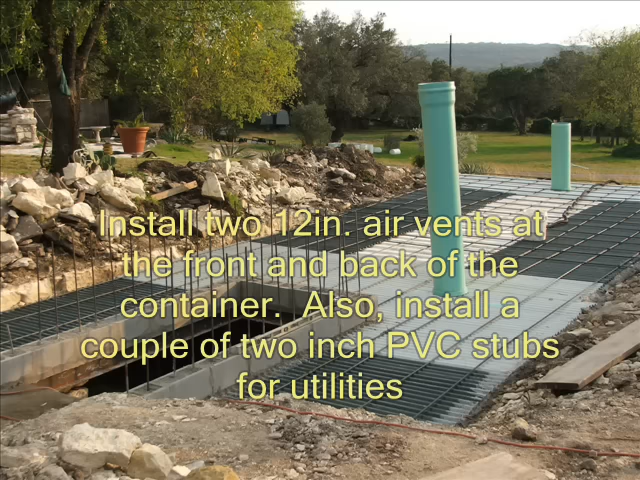 Install two 12in. air vents at
the front and back of the
container.  Also, install a
couple of two inch PVC stubs
for utilities